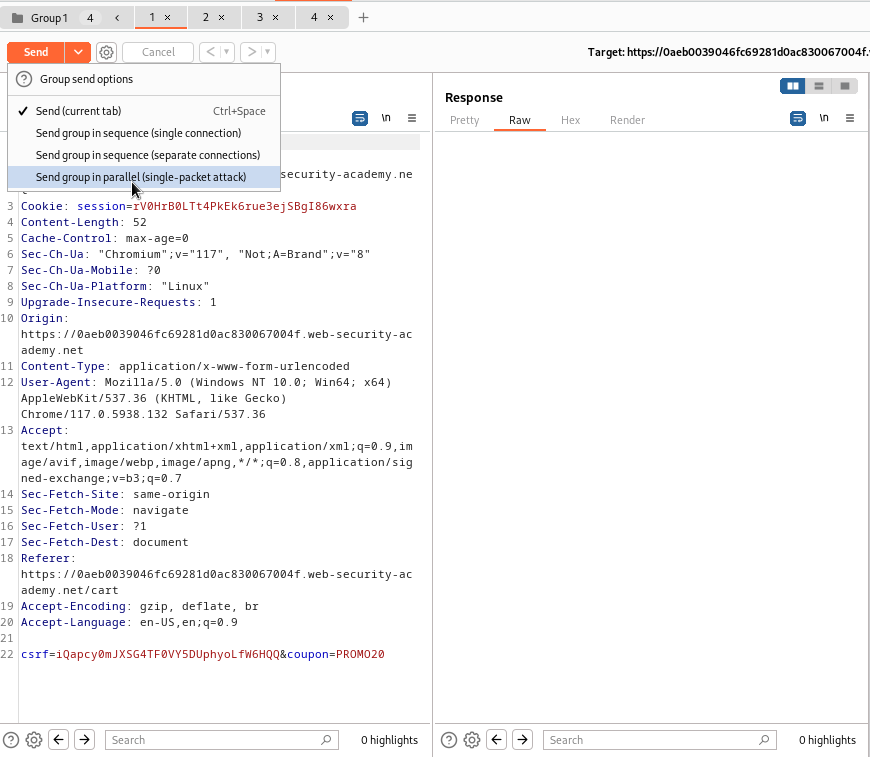 Group1 4 1 × 2 × 3 × 4 × +
Send Cancel < > Target: https://0aeb0039046fc69281d0ac830067004f.
Group send options
Send (current tab) Ctrl+Space
Send group in sequence (single connection)
Send group in sequence (separate connections)
Send group in parallel (single-packet attack)
\n
Response
Pretty Raw Hex Render \n
security-academy.ne
3 Cookie: session=rV0HrB0LTt4PkEk6rue3ejSBgI86wxra
4 Content-Length: 52
5 Cache-Control: max-age=0
6 Sec-Ch-Ua: "Chromium";v="117", "Not;A=Brand";v="8"
7 Sec-Ch-Ua-Mobile: ?0
8 Sec-Ch-Ua-Platform: "Linux"
9 Upgrade-Insecure-Requests: 1
10 Origin:
https://0aeb0039046fc69281d0ac830067004f.web-security-ac
ademy.net
11 Content-Type: application/x-www-form-urlencoded
12 User-Agent: Mozilla/5.0 (Windows NT 10.0; Win64; x64)
AppleWebKit/537.36 (KHTML, like Gecko)
Chrome/117.0.5938.132 Safari/537.36
13 Accept:
text/html,application/xhtml+xml,application/xml;q=0.9,im
age/avif,image/webp,image/apng,*/*;q=0.8,application/sig
ned-exchange;v=b3;q=0.7
14 Sec-Fetch-Site: same-origin
15 Sec-Fetch-Mode: navigate
16 Sec-Fetch-User: ?1
17 Sec-Fetch-Dest: document
18 Referer:
https://0aeb0039046fc69281d0ac830067004f.web-security-ac
ademy.net/cart
19 Accept-Encoding: gzip, deflate, br
20 Accept-Language: en-US,en;q=0.9
21
22 csrf=iQapcy0mJXSG4TF0VY5DUphyoLfW6HQQ&coupon=PROMO20
Search 0 highlights
Search 0 highlights